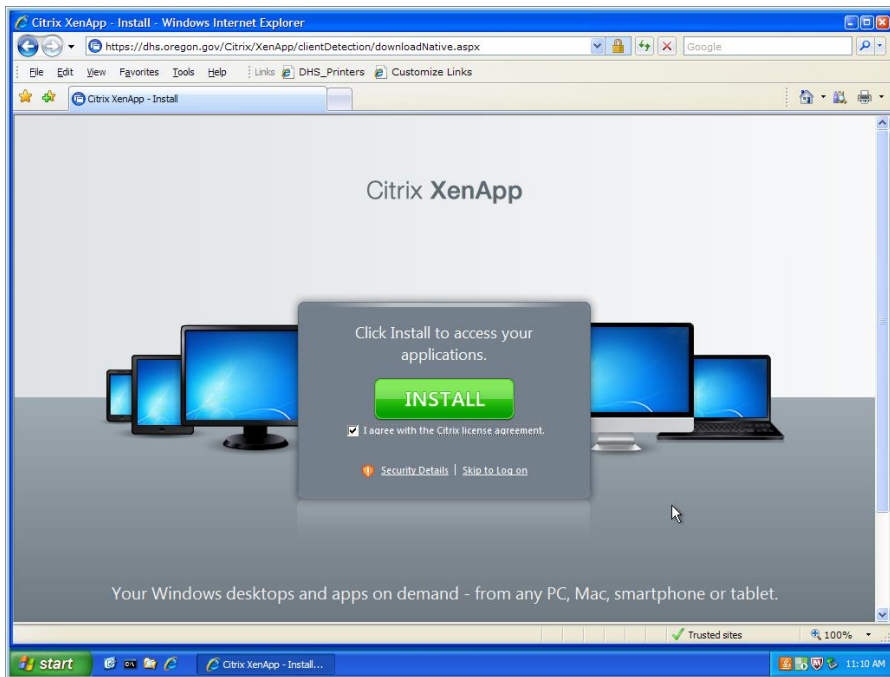 Citrix XenApp - Install - Windows Internet Explorer
https://dhs.oregon.gov/Citrix/XenApp/clientDetection/downloadNative.aspx
Google
File Edit View Favorites Tools Help Links DHS_Printers Customize Links
Citrix XenApp - Install
Citrix XenApp
Click Install to access your
applications.
INSTALL
I agree with the Citrix license agreement.
Security Details | Skip to Log on
Your Windows desktops and apps on demand - from any PC, Mac, smartphone or tablet.
Trusted sites 100%
start Citrix XenApp - Install... 11:10 AM